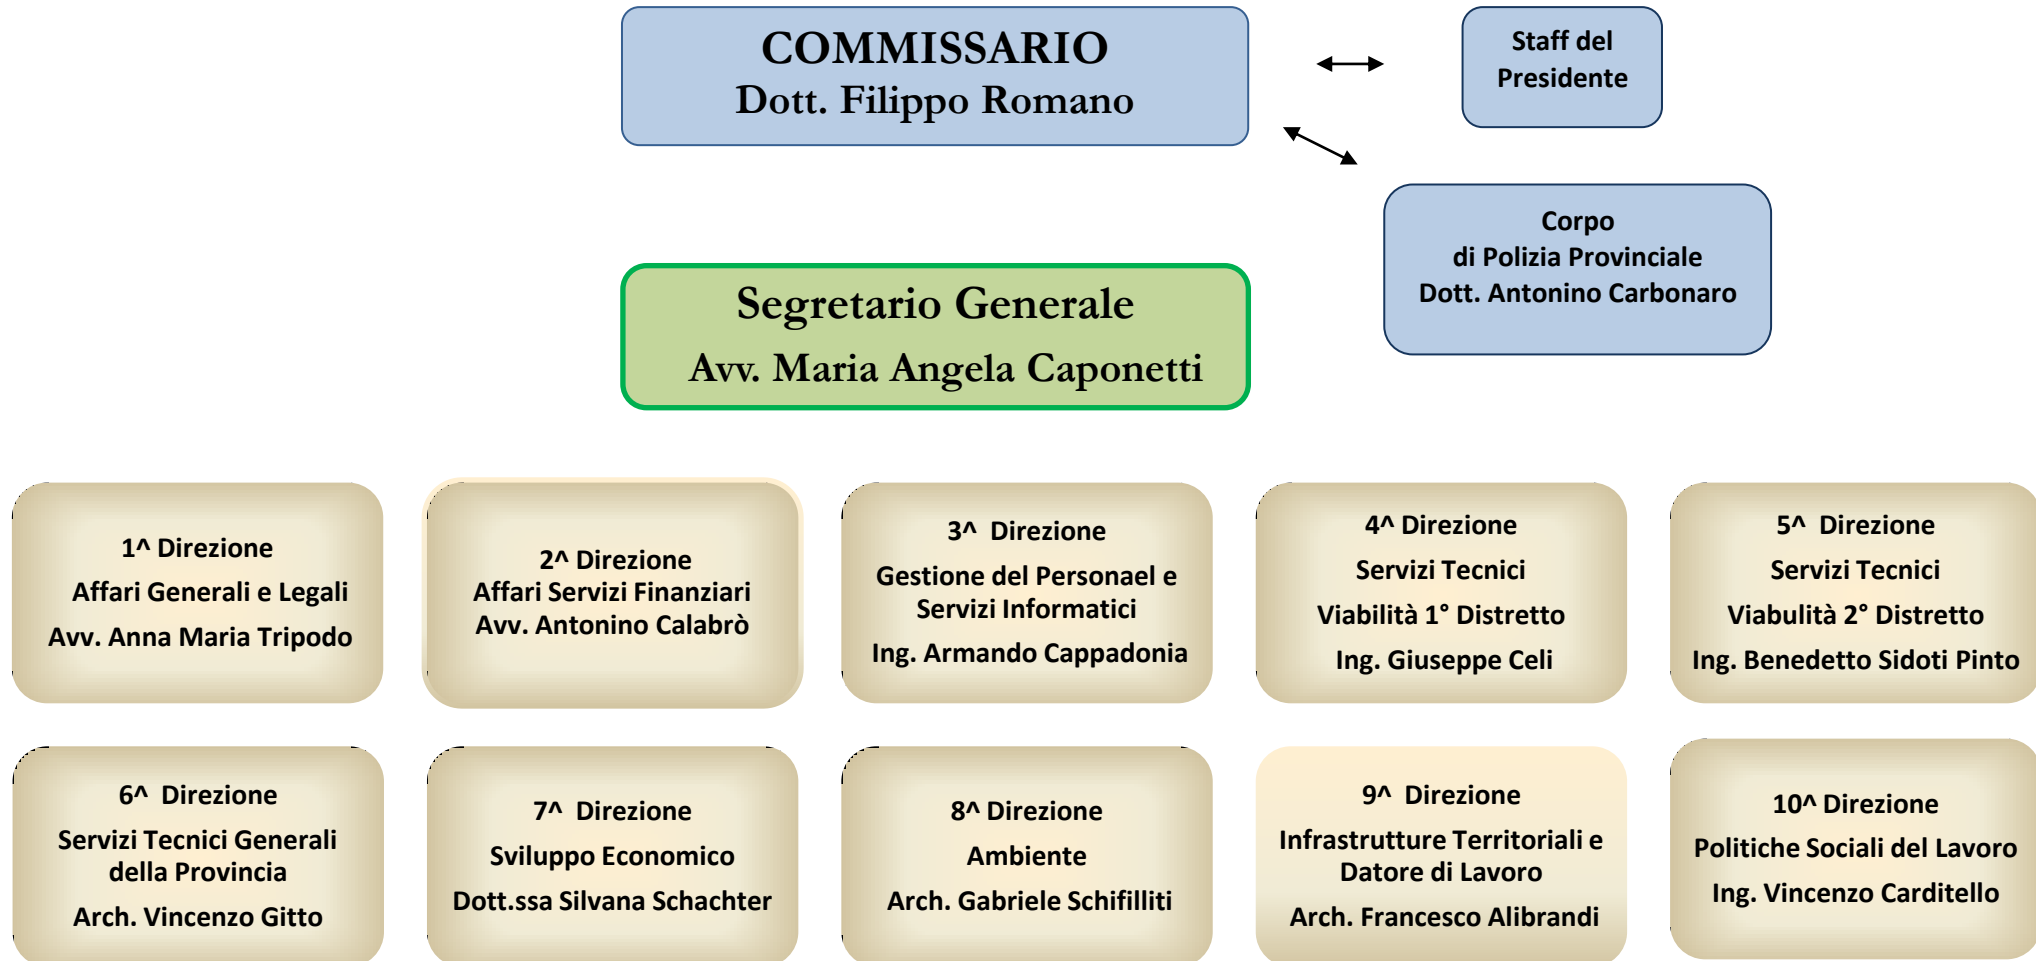 COMMISSARIO
Dott. Filippo Romano
Staff del
Presidente
Corpo
di Polizia Provinciale
Dott. Antonino Carbonaro
Segretario Generale
Avv. Maria Angela Caponetti
1^ Direzione
Affari Generali e Legali
Avv. Anna Maria Tripodo
2^ Direzione
Affari Servizi Finanziari
Avv. Antonino Calabrò
3^ Direzione
Gestione del Personael e
Servizi Informatici
Ing. Armando Cappadonia
4^ Direzione
Servizi Tecnici
Viabilità 1° Distretto
Ing. Giuseppe Celi
5^ Direzione
Servizi Tecnici
Viabulità 2° Distretto
Ing. Benedetto Sidoti Pinto
6^ Direzione
Servizi Tecnici Generali
della Provincia
Arch. Vincenzo Gitto
7^ Direzione
Sviluppo Economico
Dott.ssa Silvana Schachter
8^ Direzione
Ambiente
Arch. Gabriele Schifilliti
9^ Direzione
Infrastrutture Territoriali e
Datore di Lavoro
Arch. Francesco Alibrandi
10^ Direzione
Politiche Sociali del Lavoro
Ing. Vincenzo Carditello